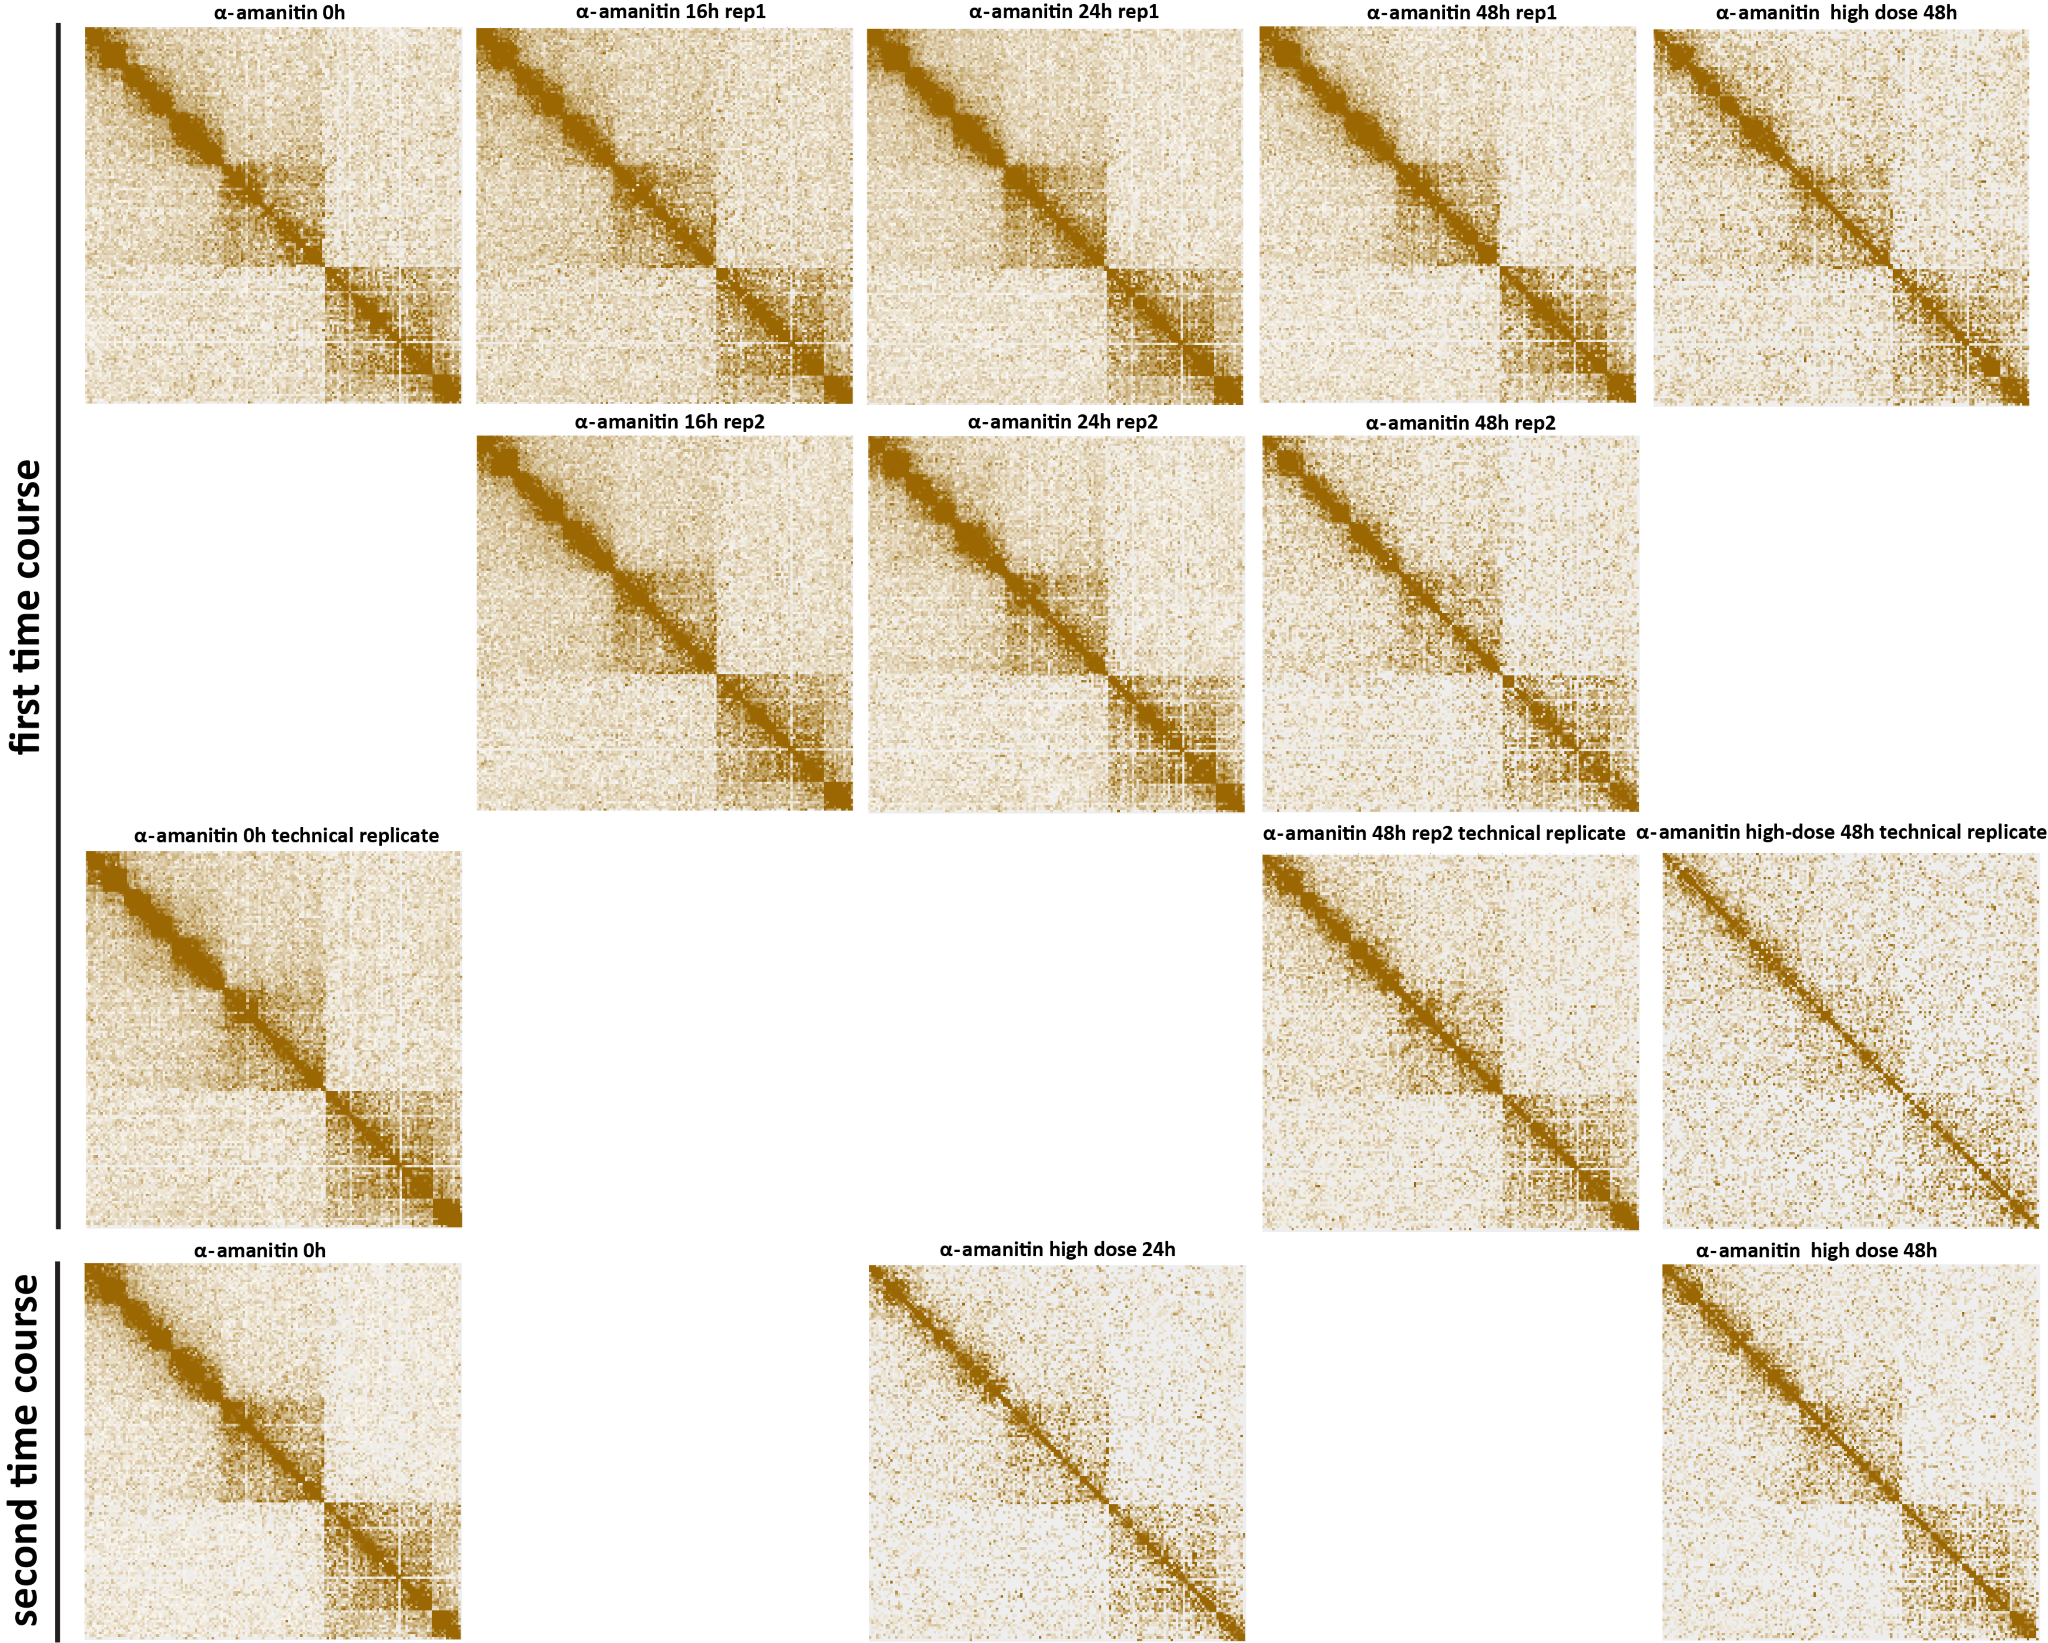 α-amanitin 0h
α-amanitin 16h rep1
α-amanitin 24h rep1
α-amanitin 48h rep1
α-amanitin high dose 48h
first time course
α-amanitin 16h rep2
α-amanitin 24h rep2
α-amanitin 48h rep2
α-amanitin 0h technical replicate
α-amanitin 48h rep2 technical replicate
α-amanitin high-dose 48h technical replicate
second time course
α-amanitin 0h
α-amanitin high dose 24h
α-amanitin high dose 48h